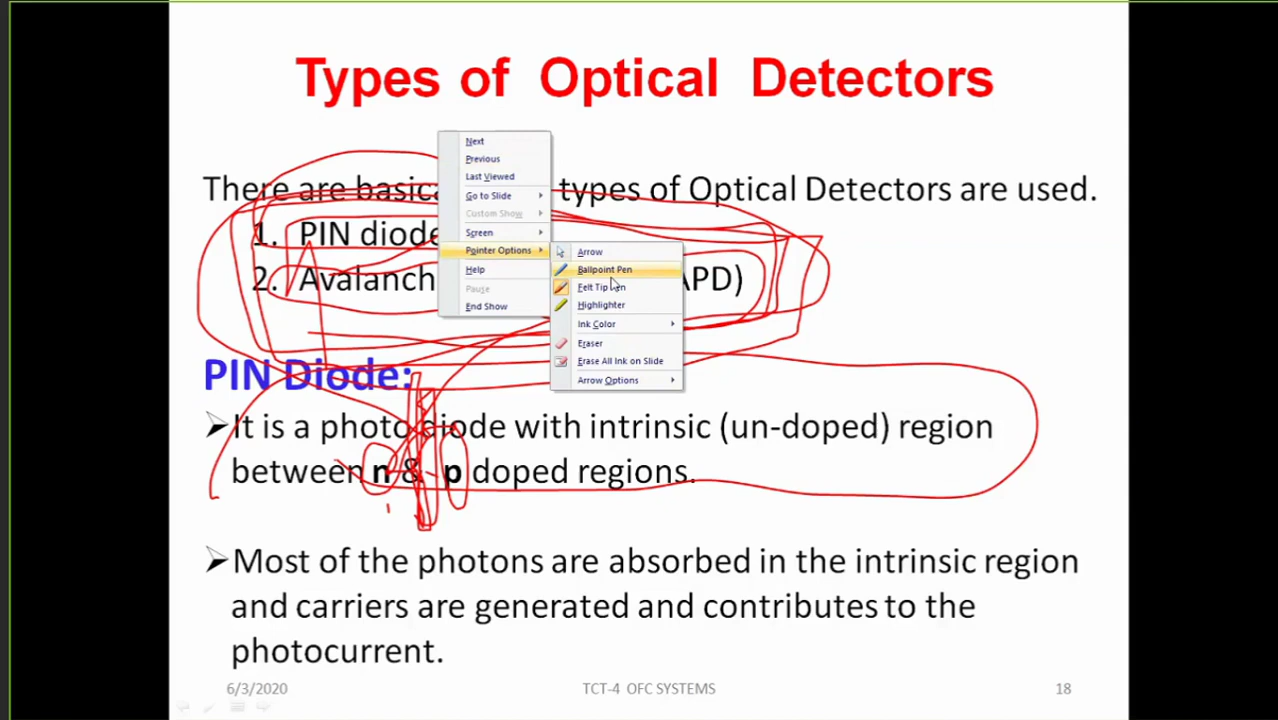 Types of Optical Detectors
There are basica types of Optical Detectors are used.
1. PIN diode
2. Avalanch APD)
Next
Previous
Last Viewed
Go to Slide
Custom Show
Screen
Pointer Options
Help
Pause
End Show
Arrow
Ballpoint Pen
Felt Tip Pen
Highlighter
Ink Color
Eraser
Erase All Ink on Slide
Arrow Options
PIN Diode:
It is a photo diode with intrinsic (un-doped) region
between n & p doped regions.
Most of the photons are absorbed in the intrinsic region
and carriers are generated and contributes to the
photocurrent.
6/3/2020 TCT-4 OFC SYSTEMS 18